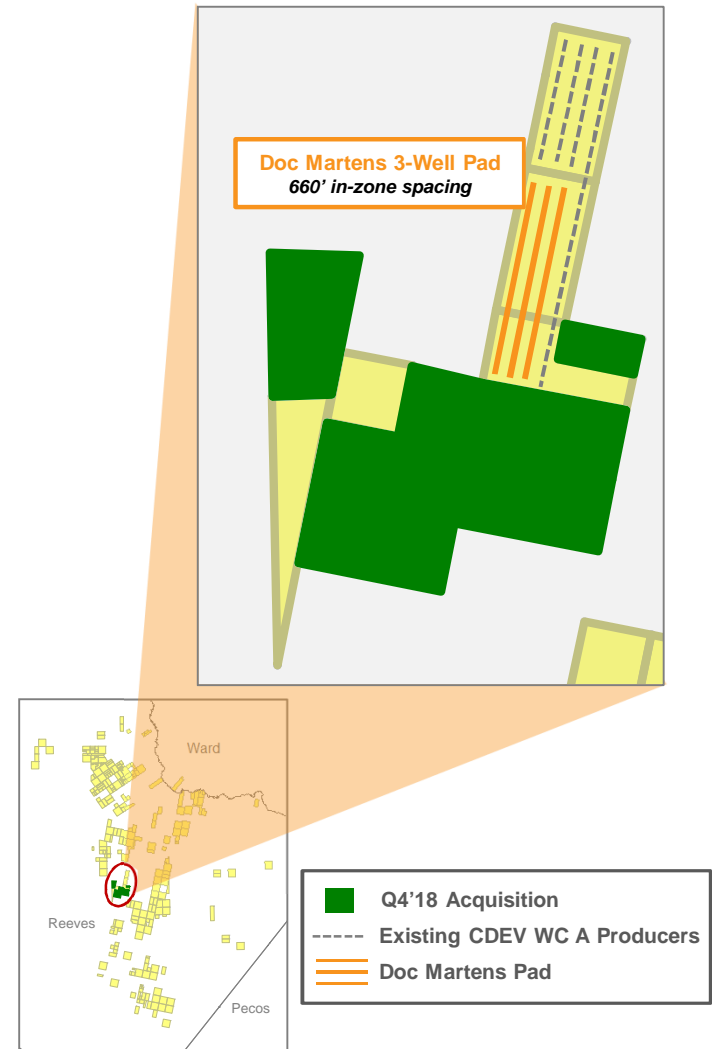 Doc Martens 3-Well Pad
660’ in-zone spacing
Ward
Reeves
Pecos
Q4’18 Acquisition
Existing CDEV WC A Producers
Doc Martens Pad